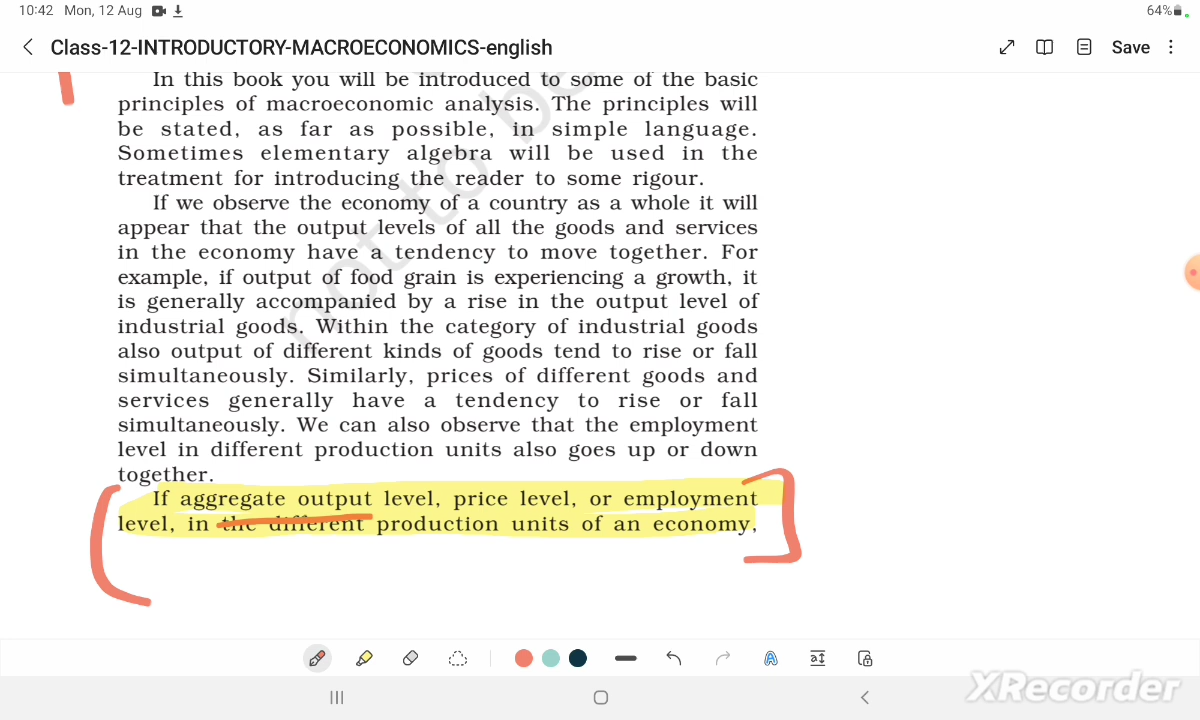 10:42 Mon, 12 Aug
64%
Class-12-INTRODUCTORY-MACROECONOMICS-english
Save
In this book you will be introduced to some of the basic
principles of macroeconomic analysis. The principles will
be stated, as far as possible, in simple language.
Sometimes elementary algebra will be used in the
treatment for introducing the reader to some rigour.
If we observe the economy of a country as a whole it will
appear that the output levels of all the goods and services
in the economy have a tendency to move together. For
example, if output of food grain is experiencing a growth, it
is generally accompanied by a rise in the output level of
industrial goods. Within the category of industrial goods
also output of different kinds of goods tend to rise or fall
simultaneously. Similarly, prices of different goods and
services generally have a tendency to rise or fall
simultaneously. We can also observe that the employment
level in different production units also goes up or down
together.
If aggregate output level, price level, or employment
level, in the different production units of an economy,
not to be
XRecorder